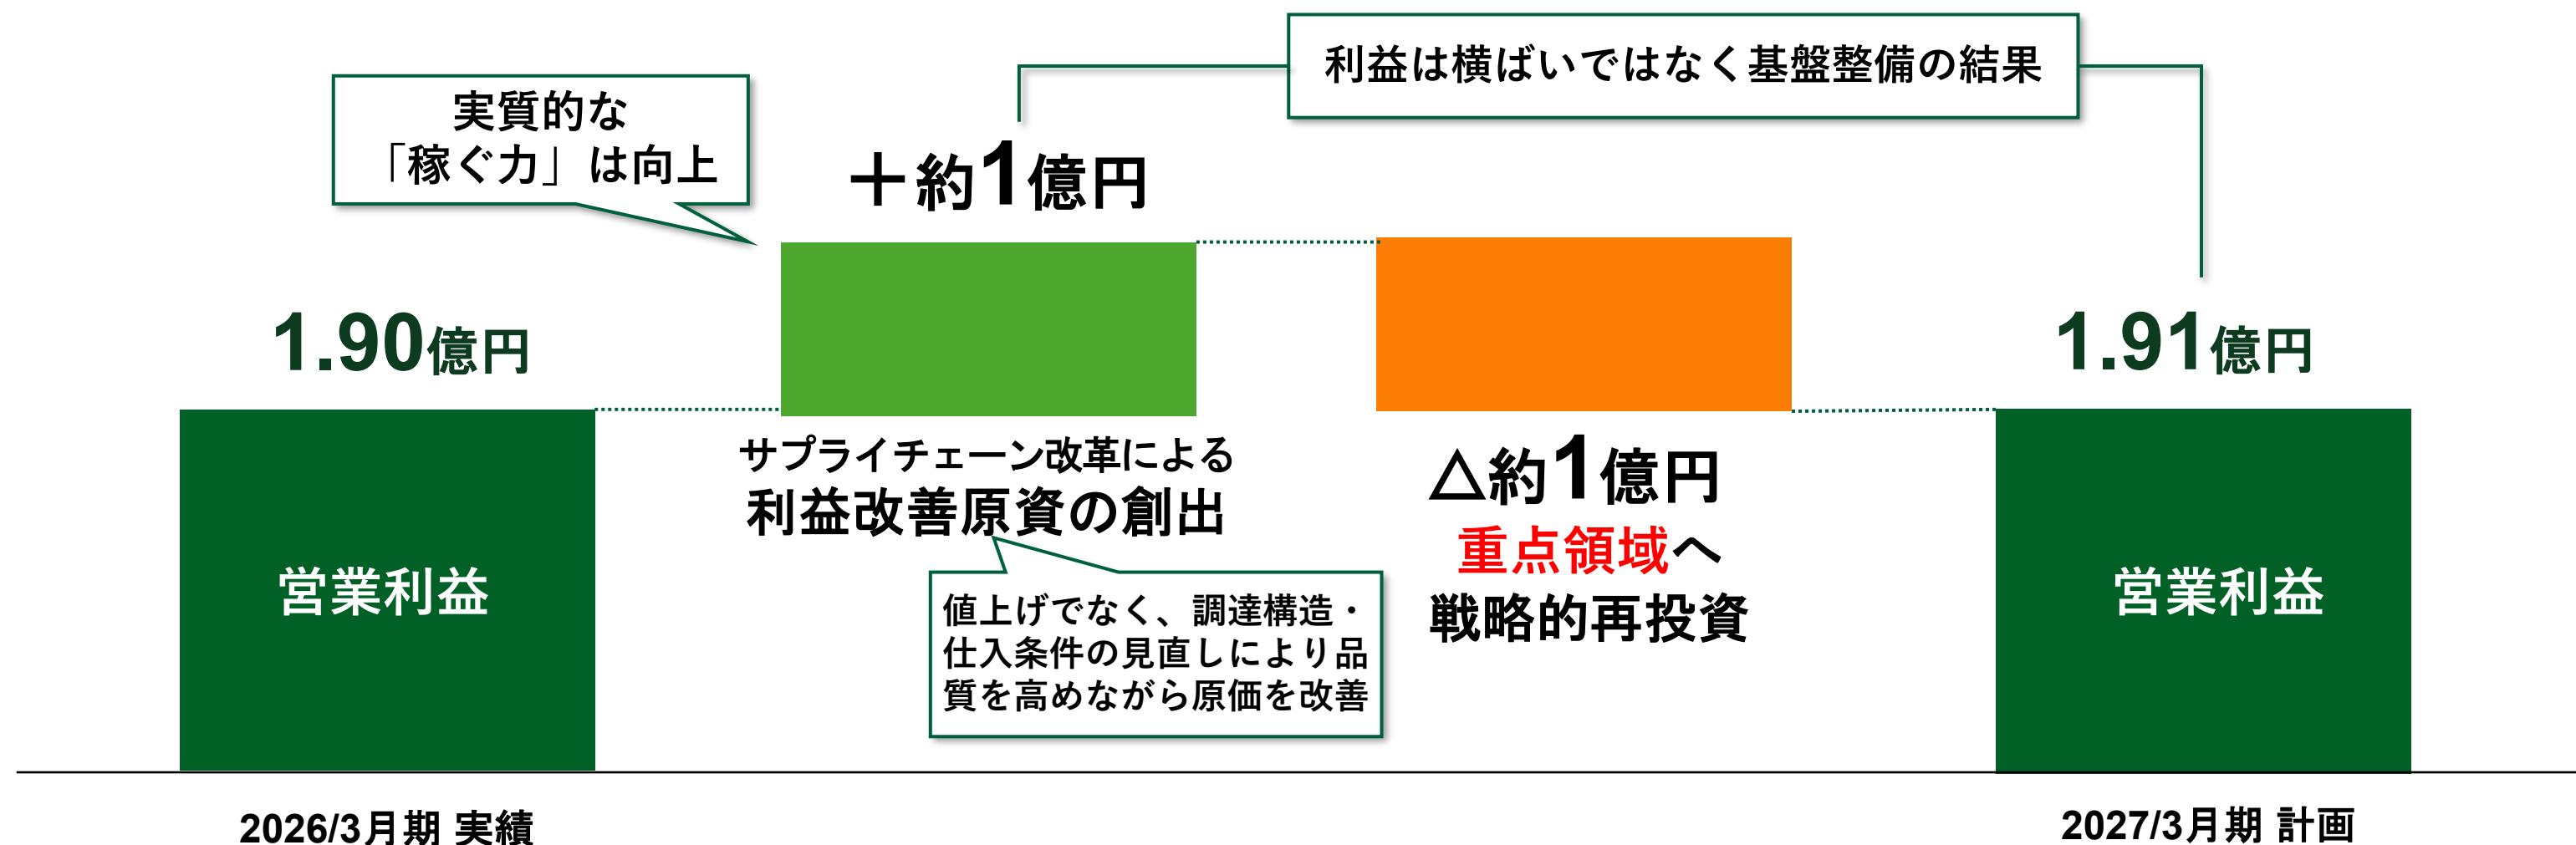 利益は横ばいではなく基盤整備の結果
実質的な
「稼ぐ力」は向上
＋約1億円
1.90億円
1.91億円
サプライチェーン改革による
利益改善原資の創出
△約1億円
重点領域へ
戦略的再投資
営業利益
営業利益
値上げでなく、調達構造・
仕入条件の見直しにより品
質を高めながら原価を改善
2026/3月期 実績
2027/3月期 計画